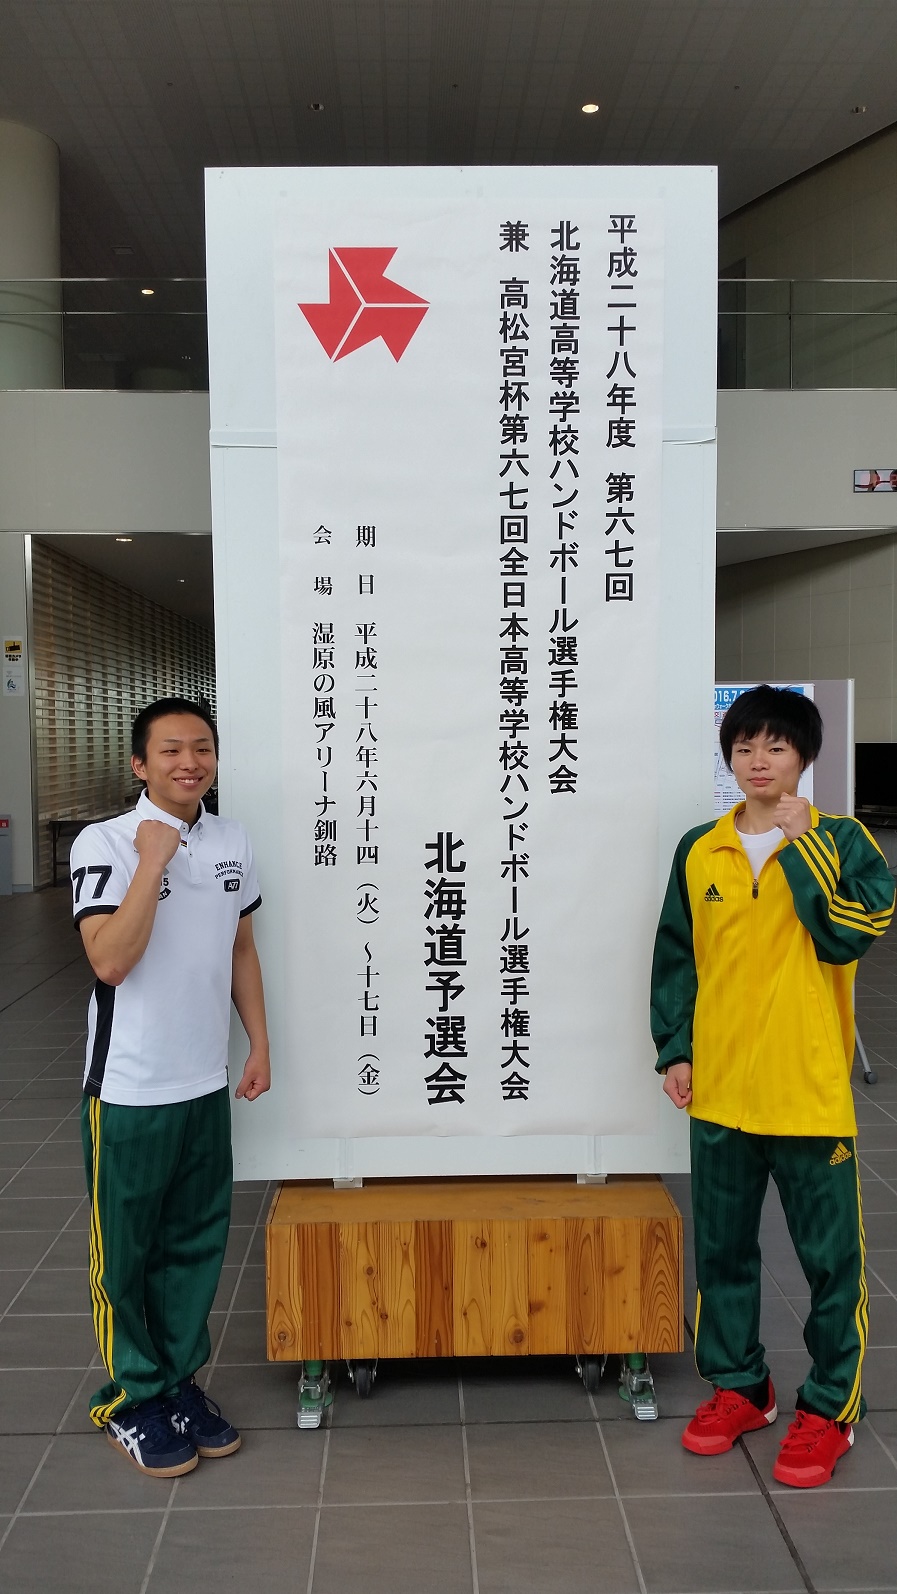 平成二十八年度 第六七回
北海道高等学校ハンドボール選手権大会
兼 高松宮杯第六七回全日本高等学校ハンドボール選手権大会
北海道予選会
期 日 平成二十八年六月十四（火）～十七日（金）
会 場 湿原の風アリーナ釧路
77
ENHANCE
PERFORMANCE
A77
adidas
adidas